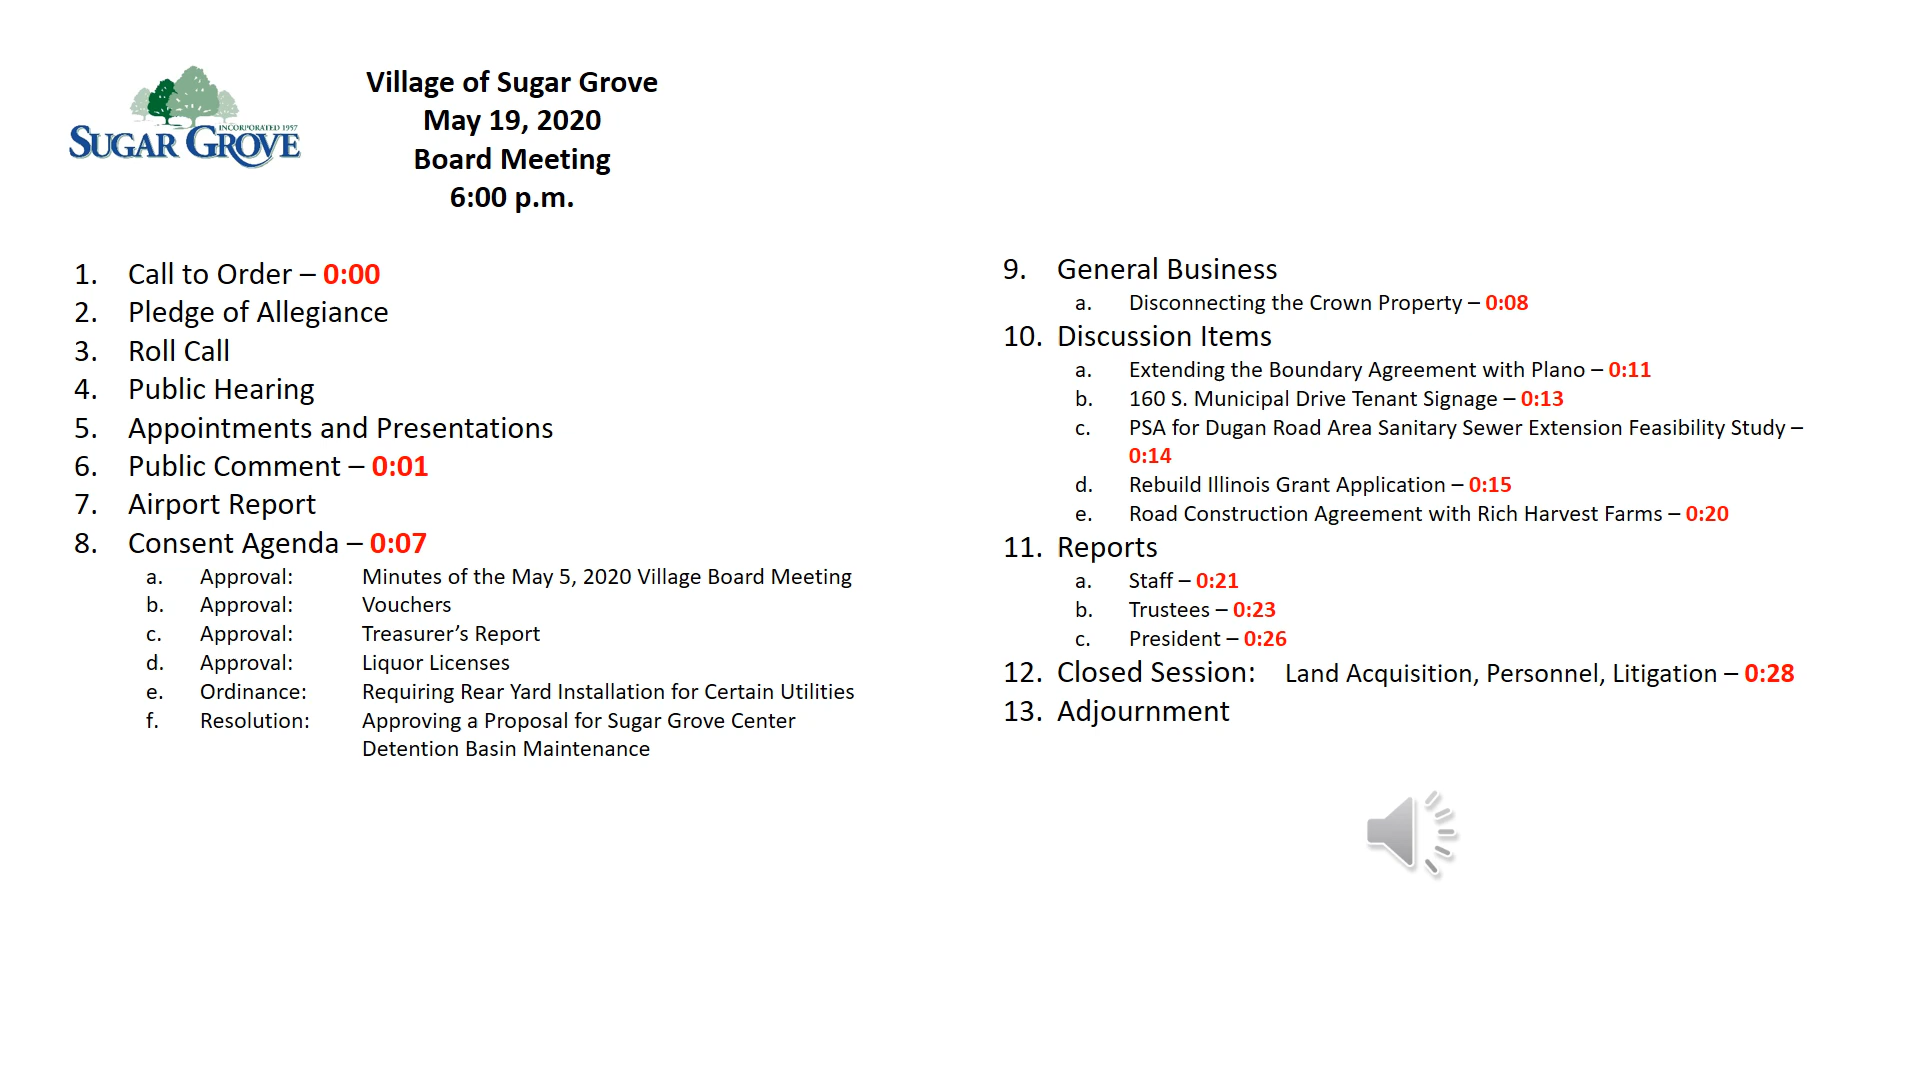 INCORPORATED 1957
SUGAR GROVE
Village of Sugar Grove
May 19, 2020
Board Meeting
6:00 p.m.
1. Call to Order – 0:00
2. Pledge of Allegiance
3. Roll Call
4. Public Hearing
5. Appointments and Presentations
6. Public Comment – 0:01
7. Airport Report
8. Consent Agenda – 0:07
a. Approval: Minutes of the May 5, 2020 Village Board Meeting
b. Approval: Vouchers
c. Approval: Treasurer’s Report
d. Approval: Liquor Licenses
e. Ordinance: Requiring Rear Yard Installation for Certain Utilities
f. Resolution: Approving a Proposal for Sugar Grove Center
Detention Basin Maintenance
9. General Business
a. Disconnecting the Crown Property – 0:08
10. Discussion Items
a. Extending the Boundary Agreement with Plano – 0:11
b. 160 S. Municipal Drive Tenant Signage – 0:13
c. PSA for Dugan Road Area Sanitary Sewer Extension Feasibility Study –
0:14
d. Rebuild Illinois Grant Application – 0:15
e. Road Construction Agreement with Rich Harvest Farms – 0:20
11. Reports
a. Staff – 0:21
b. Trustees – 0:23
c. President – 0:26
12. Closed Session: Land Acquisition, Personnel, Litigation – 0:28
13. Adjournment